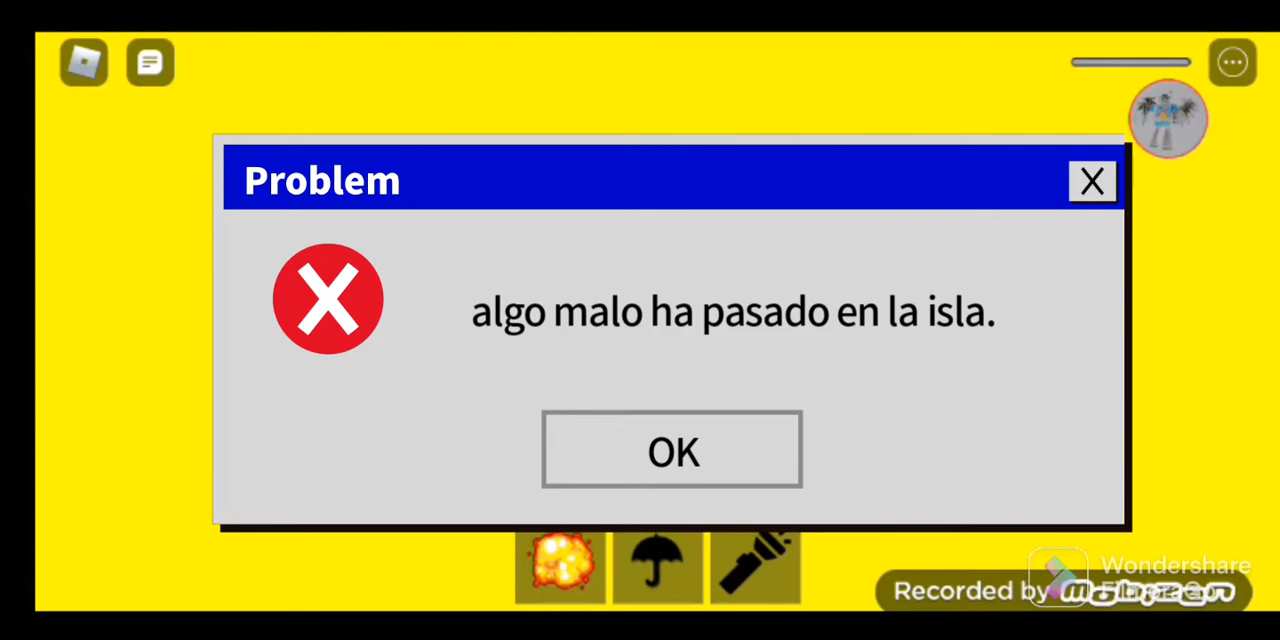 Problem
X
algo malo ha pasado en la isla.
OK
Wondershare
Recorded by